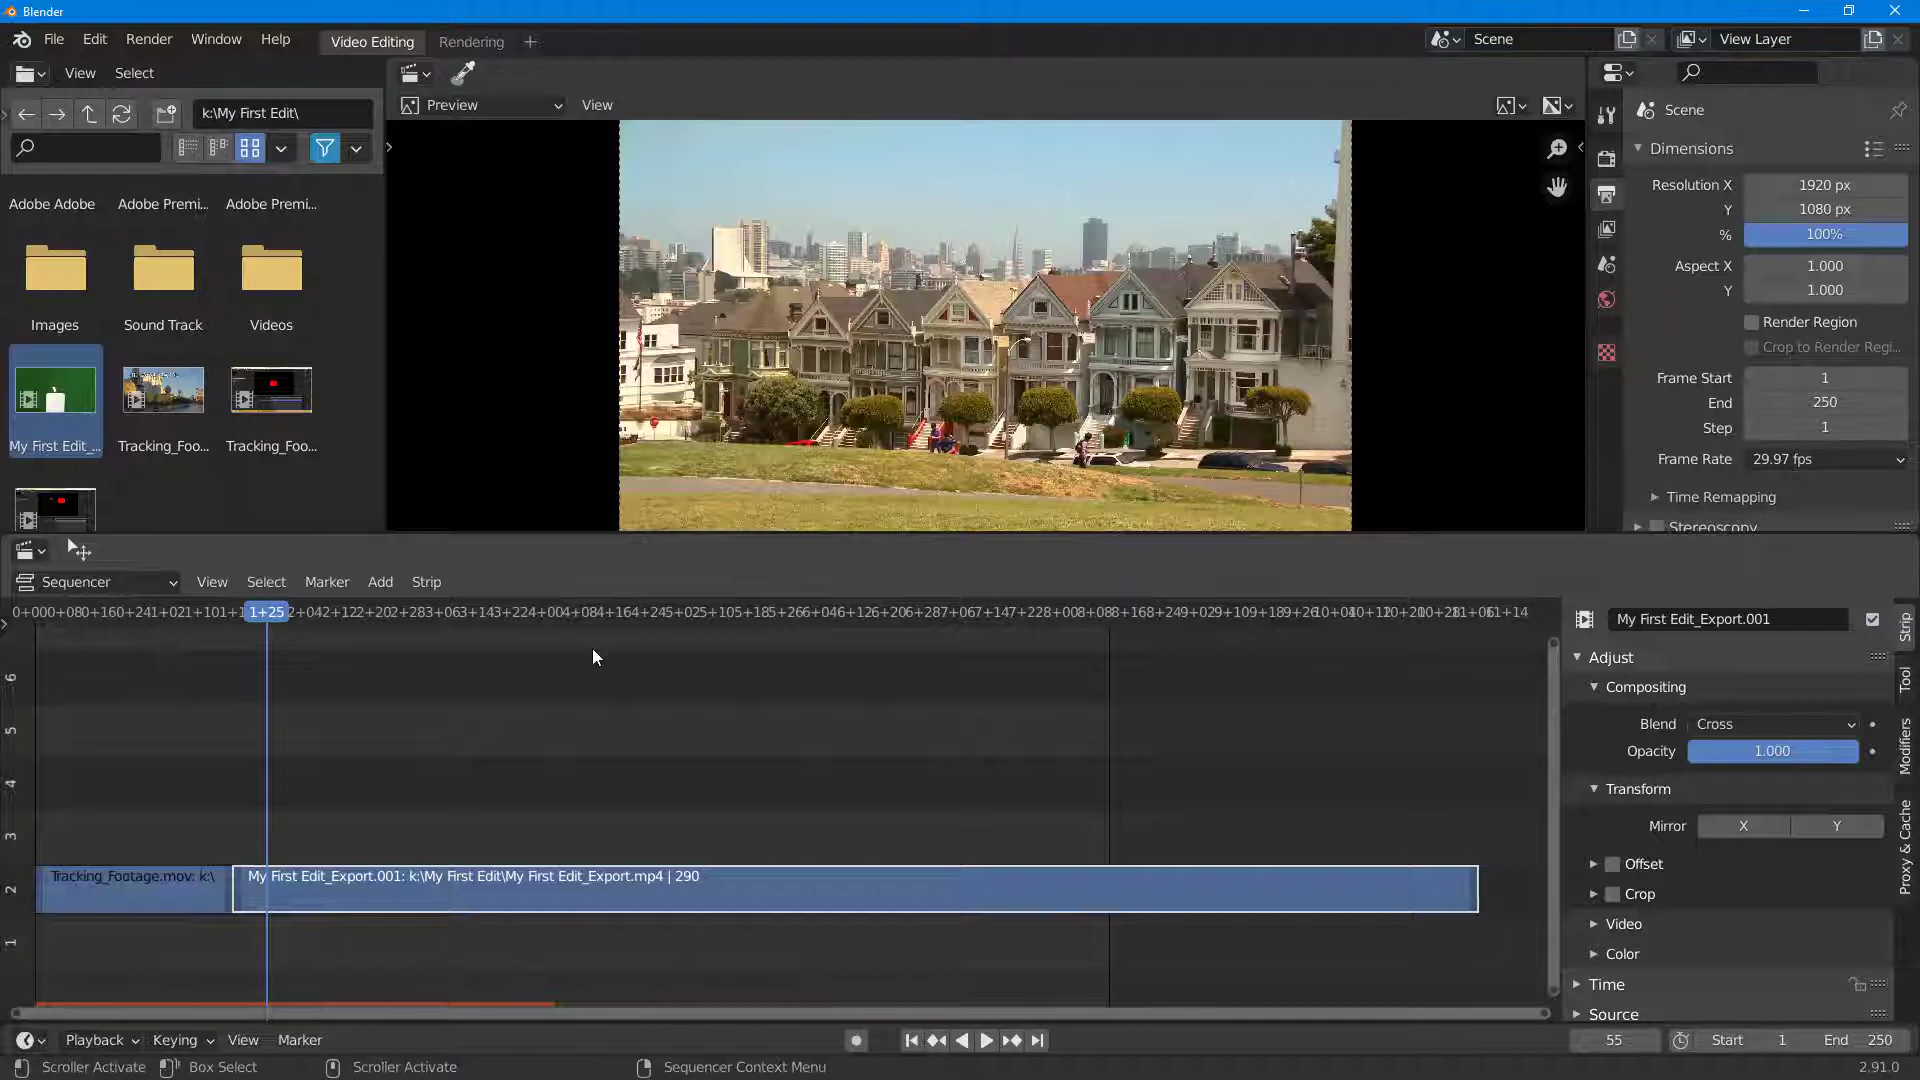 Blender
File Edit Render Window Help Video Editing Rendering Scene View Layer
View Select
k:\My First Edit\
Adobe Adobe Adobe Premi... Adobe Premi...
Images Sound Track Videos
My First Edit_... Tracking_Foo... Tracking_Foo...
Preview View
Scene
Dimensions
Resolution X 1920 px
Y 1080 px
% 100%
Aspect X 1.000
Y 1.000
Render Region
Crop to Render Regi...
Frame Start 1
End 250
Step 1
Frame Rate 29.97 fps
Time Remapping
Stereoscopy
Sequencer View Select Marker Add Strip
1+25
6
5
4
3
2
1
Tracking_Footage.mov: k:\
My First Edit_Export.001: k:\My First Edit\My First Edit_Export.mp4 | 290
My First Edit_Export.001
Adjust
Compositing
Blend Cross
Opacity 1.000
Transform
Mirror X Y
Offset
Crop
Video
Color
Time
Source
Strip
Tool
Modifiers
Proxy & Cache
Playback Keying View Marker 55 Start 1 End 250
Scroller Activate Box Select Scroller Activate Sequencer Context Menu 2.91.0